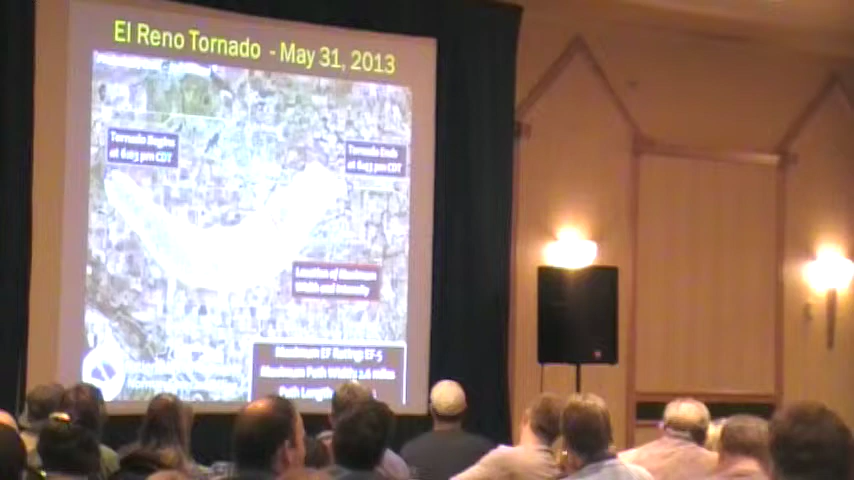 El Reno Tornado - May 31, 2013
Tornado Begins
at 6:03 pm CDT
Tornado Ends
at 6:43 pm CDT
Location of Maximum
Width and Intensity
Maximum EF Rating: EF-5
Maximum Path Width: 2.6 miles
Path Length